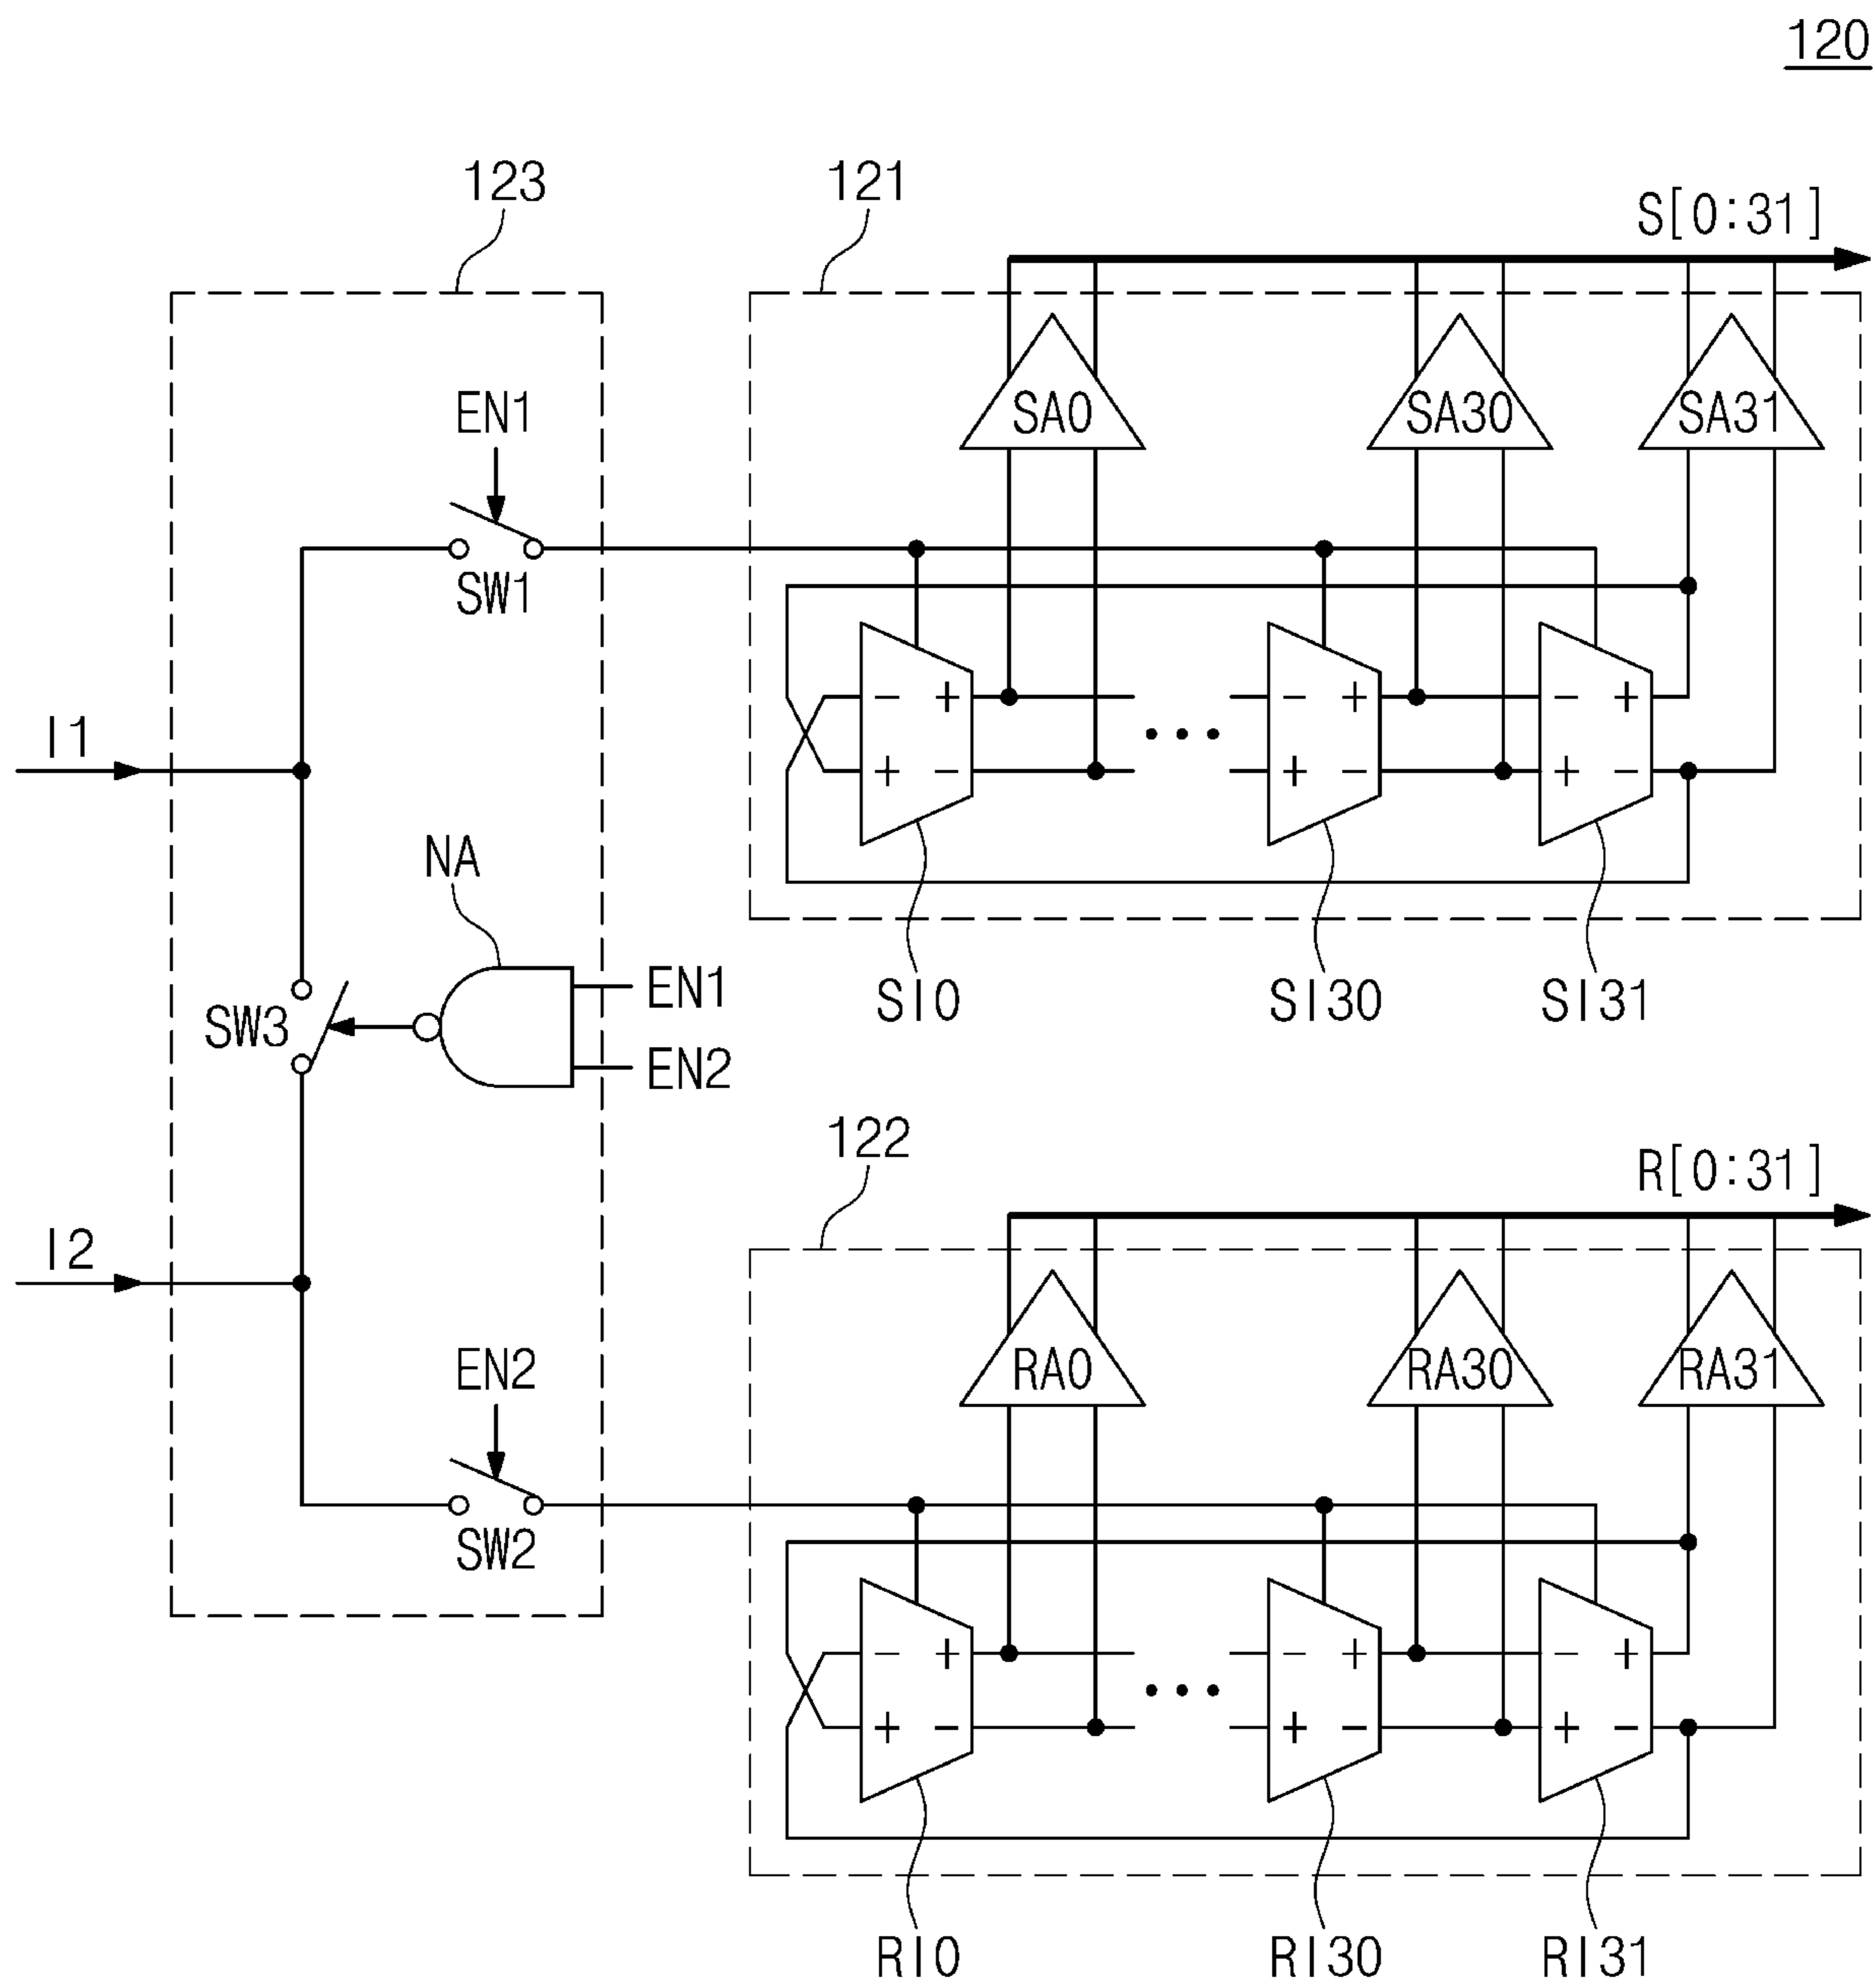 120
123
121
S[0:31]
SA0
SA30
SA31
EN1
SW1
I1
- +
+ -
- +
+ -
- +
+ -
NA
SW3
EN1
EN2
SI0
SI30
SI31
122
R[0:31]
I2
RA0
RA30
RA31
EN2
SW2
- +
+ -
- +
+ -
- +
+ -
RI0
RI30
RI31